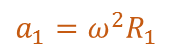 a₁ = ω²R₁